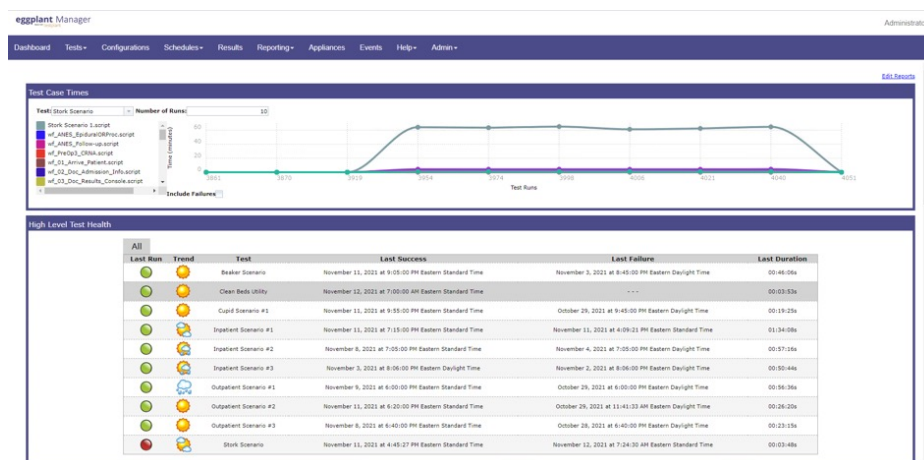 eggplant Manager
Administrato
Dashboard Tests Configurations Schedules Results Reporting Appliances Events Help Admin
Edit Reports
Test Case Times
Test: Stork Scenario Number of Runs: 10
Stork Scenario 1.script
wf_ANES_EpiduralORProc.script
wf_ANES_Follow-up.script
wf_PreOp3_CRNA.script
wf_01_Arrive_Patient.script
wf_02_Doc_Admission_Info.script
wf_03_Doc_Results_Console.script
Include Failures
Time (minutes)
60
40
20
0
3861 3870 3919 3954 3974 3998 4006 4021 4040 4051
Test Runs
High Level Test Health
All
Last Run Trend Test Last Success Last Failure Last Duration
Beaker Scenario November 11, 2021 at 9:05:00 PM Eastern Standard Time November 3, 2021 at 8:45:00 PM Eastern Daylight Time 00:46:06s
Clean Beds Utility November 12, 2021 at 7:00:00 AM Eastern Standard Time - - - 00:03:53s
Cupid Scenario #1 November 11, 2021 at 9:55:00 PM Eastern Standard Time October 29, 2021 at 9:45:00 PM Eastern Daylight Time 00:19:25s
Inpatient Scenario #1 November 11, 2021 at 7:15:00 PM Eastern Standard Time November 11, 2021 at 4:09:21 PM Eastern Standard Time 01:34:08s
Inpatient Scenario #2 November 8, 2021 at 7:05:00 PM Eastern Standard Time November 4, 2021 at 7:05:00 PM Eastern Daylight Time 00:57:16s
Inpatient Scenario #3 November 3, 2021 at 8:06:00 PM Eastern Daylight Time November 2, 2021 at 8:06:00 PM Eastern Daylight Time 00:50:44s
Outpatient Scenario #1 November 9, 2021 at 6:00:00 PM Eastern Standard Time October 29, 2021 at 6:00:00 PM Eastern Daylight Time 00:56:36s
Outpatient Scenario #2 November 11, 2021 at 6:20:00 PM Eastern Standard Time October 29, 2021 at 11:41:33 AM Eastern Daylight Time 00:26:20s
Outpatient Scenario #3 November 8, 2021 at 6:40:00 PM Eastern Standard Time October 28, 2021 at 6:40:00 PM Eastern Daylight Time 00:23:15s
Stork Scenario November 11, 2021 at 4:45:27 PM Eastern Standard Time November 12, 2021 at 7:24:30 AM Eastern Standard Time 00:03:48s